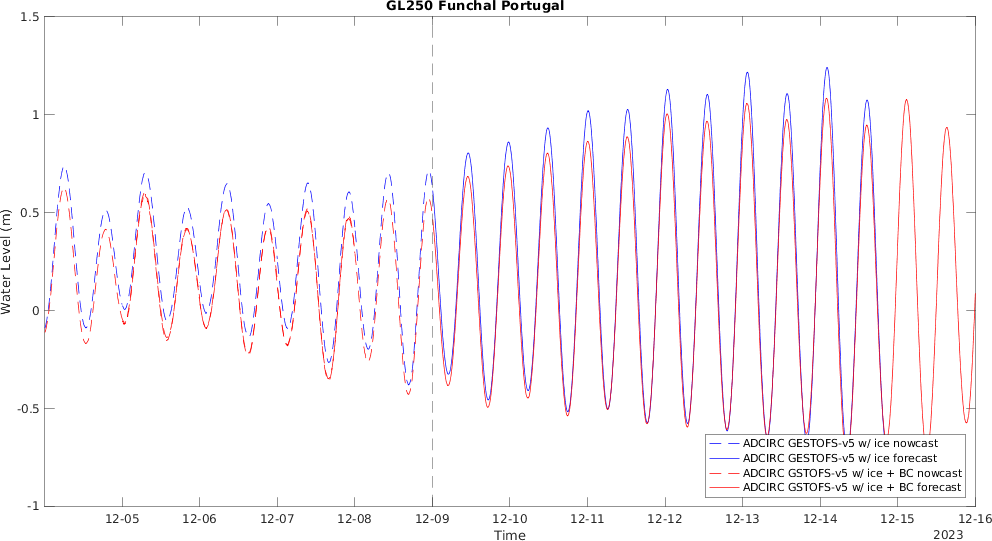 GL250 Funchal Portugal
1.5
1
0.5
0
-0.5
-1
Water Level (m)
12-05 12-06 12-07 12-08 12-09 12-10 12-11 12-12 12-13 12-14 12-15 12-16
Time
2023
ADCIRC GESTOFS-v5 w/ ice nowcast
ADCIRC GESTOFS-v5 w/ ice forecast
ADCIRC GSTOFS-v5 w/ ice + BC nowcast
ADCIRC GSTOFS-v5 w/ ice + BC forecast